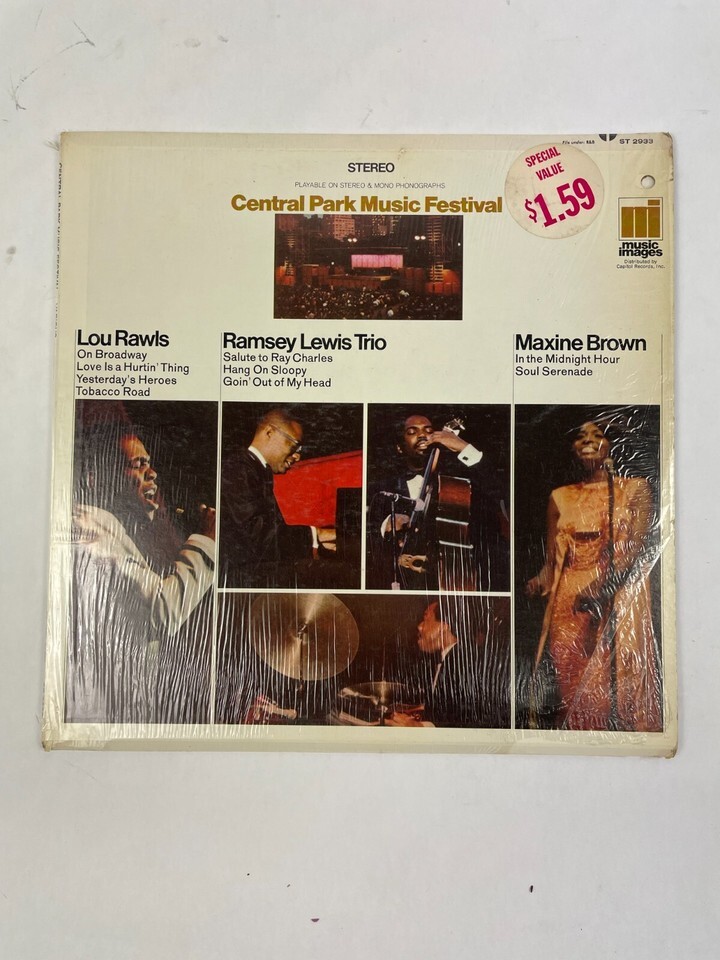 File under: R&B
ST 2933
STEREO
PLAYABLE ON STEREO & MONO PHONOGRAPHS
Central Park Music Festival
SPECIAL
VALUE
$1.59
mi
music
images
Distributed by
Capitol Records, Inc.
Lou Rawls
On Broadway
Love Is a Hurtin' Thing
Yesterday's Heroes
Tobacco Road
Ramsey Lewis Trio
Salute to Ray Charles
Hang On Sloopy
Goin' Out of My Head
Maxine Brown
In the Midnight Hour
Soul Serenade